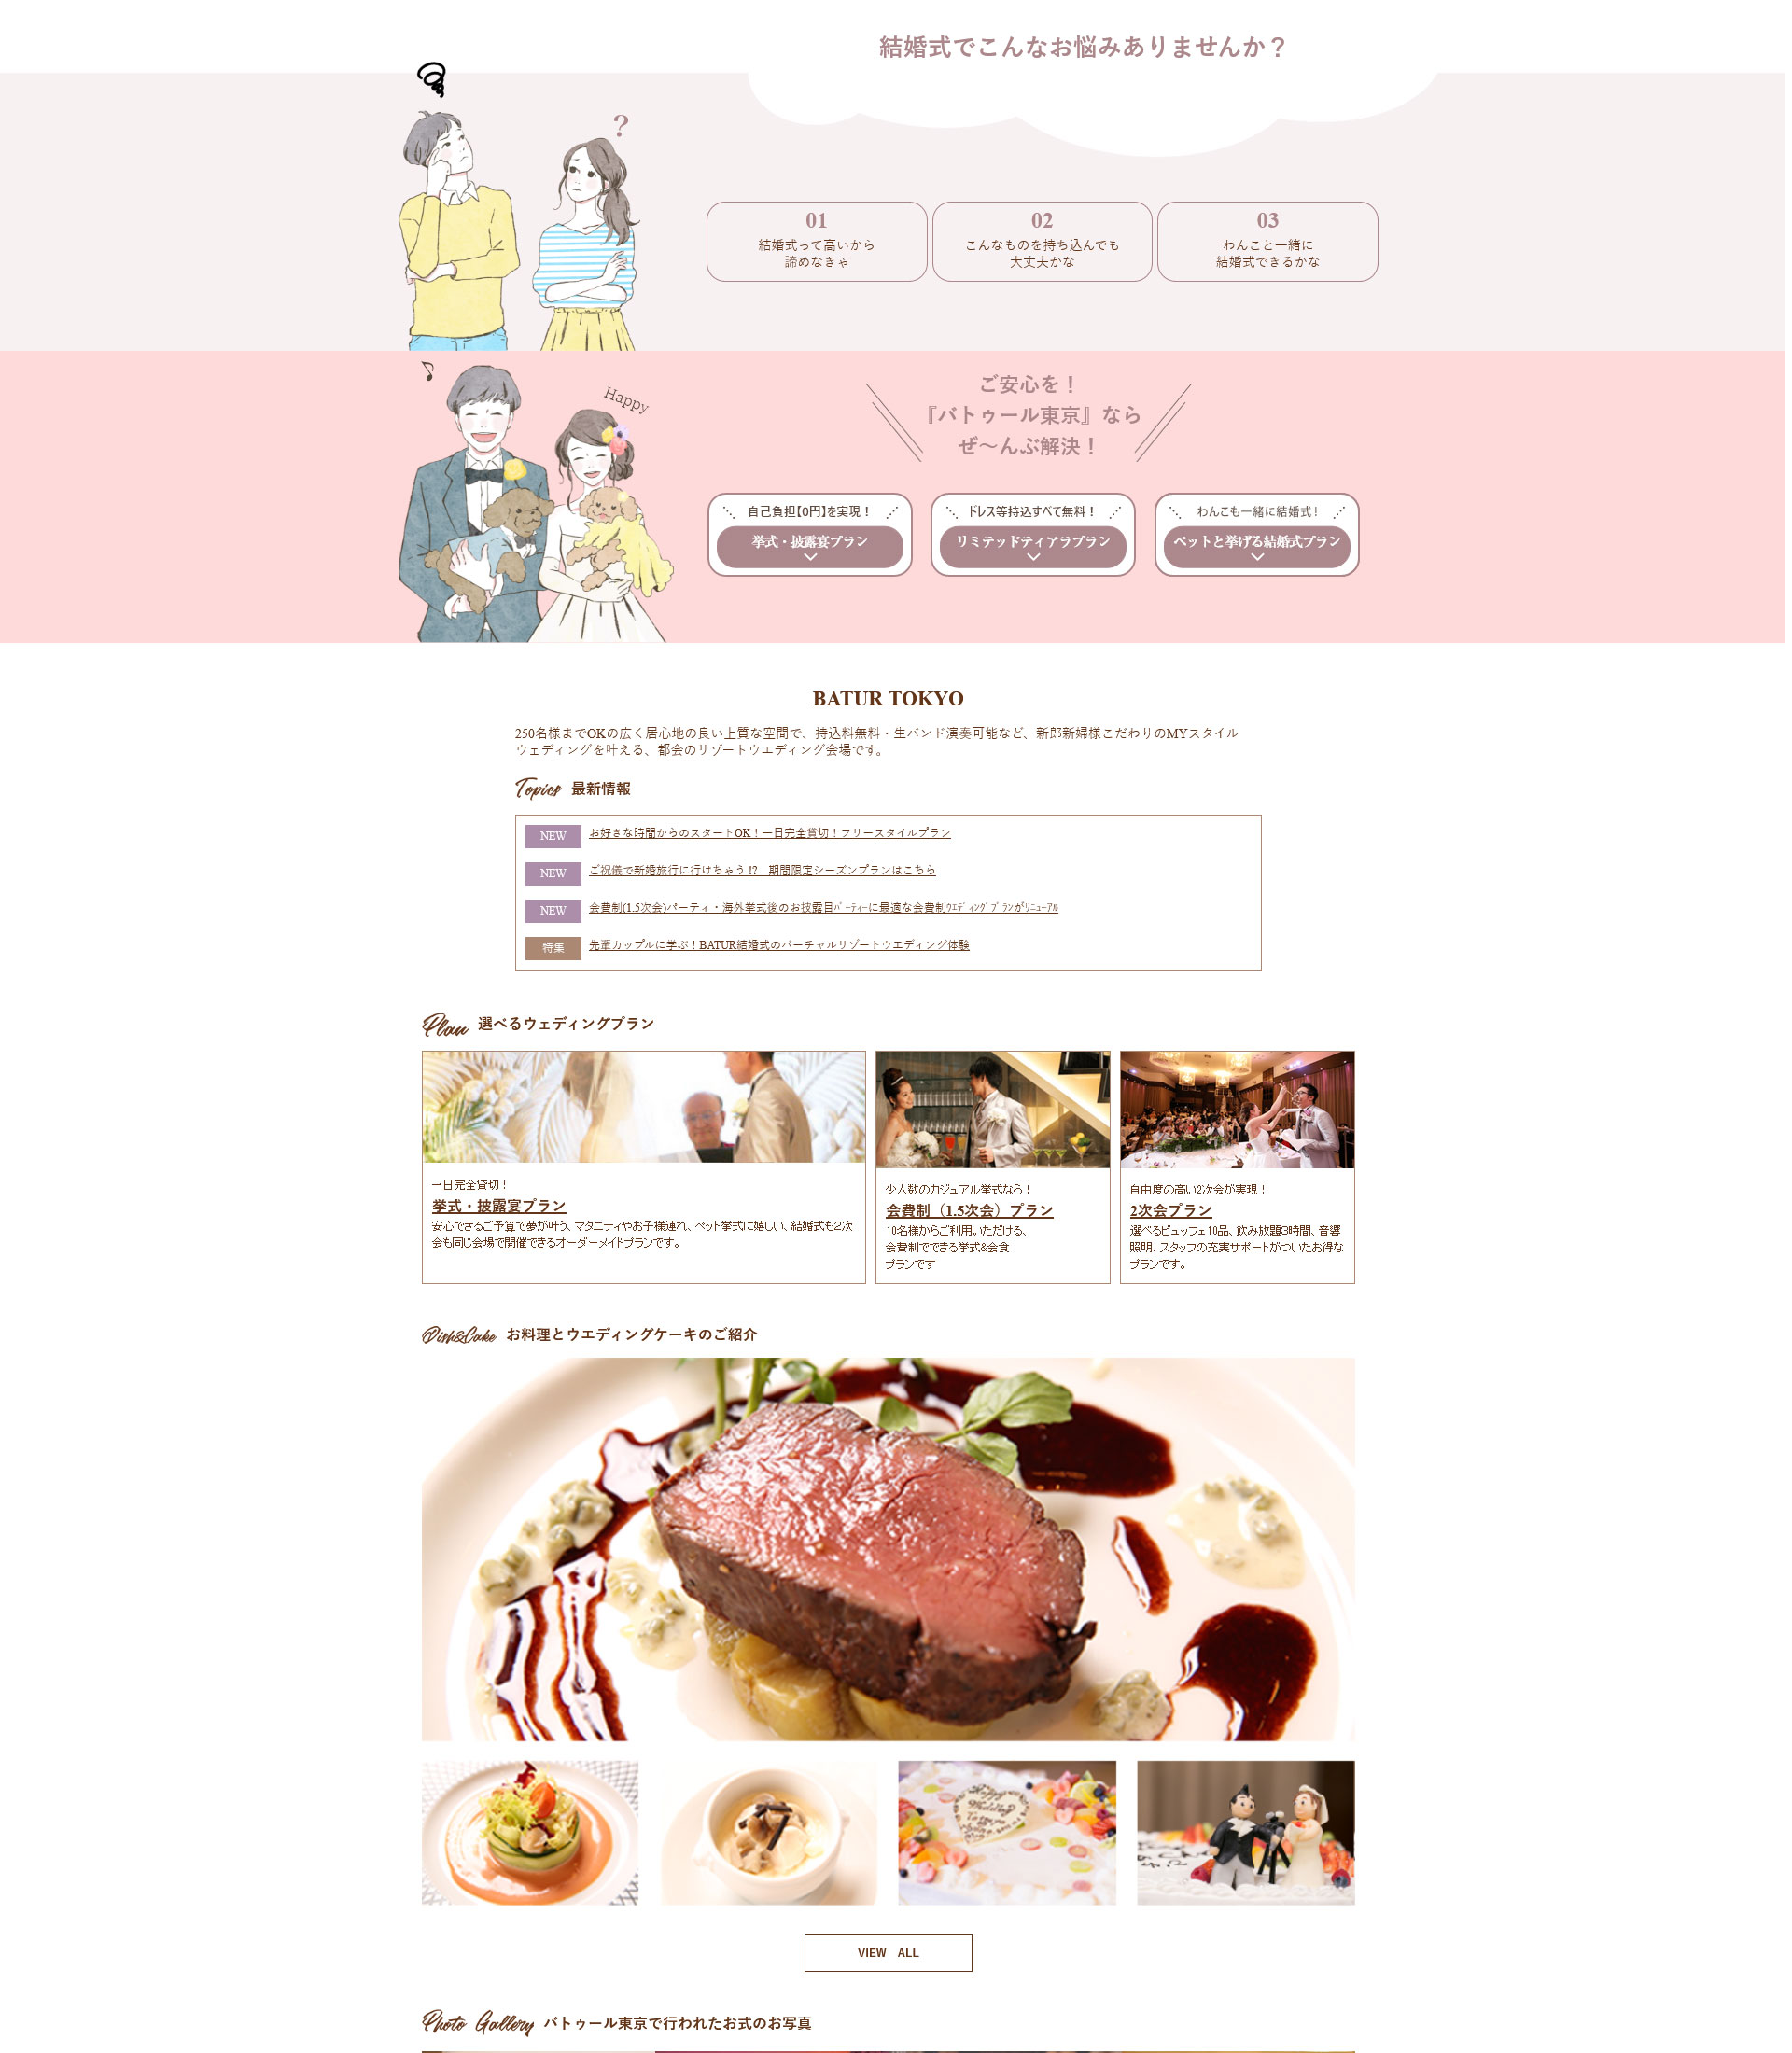 結婚式でこんなお悩みありませんか？
?
01
結婚式って高いから
諦めなきゃ
02
こんなものを持ち込んでも
大丈夫かな
03
わんこと一緒に
結婚式できるかな
Happy
ご安心を！
『バトゥール東京』なら
ぜ〜んぶ解決！
自己負担【0円】を実現！
挙式・披露宴プラン
ドレス等持込すべて無料！
リミテッドティアラプラン
わんこも一緒に結婚式！
ペットと挙げる結婚式プラン
BATUR TOKYO
250名様までOKの広く居心地の良い上質な空間で、持込料無料・生バンド演奏可能など、新郎新婦様こだわりのMYスタイル
ウェディングを叶える、都会のリゾートウエディング会場です。
Topics 最新情報
NEW お好きな時間からのスタートOK！一日完全貸切！フリースタイルプラン
NEW ご祝儀で新婚旅行に行けちゃう!?　期間限定シーズンプランはこちら
NEW 会費制(1.5次会)パーティ・海外挙式後のお披露目ﾊﾟｰﾃｨｰに最適な会費制ｳｴﾃﾞｨﾝｸﾞﾌﾟﾗﾝがﾘﾆｭｰｱﾙ
特集 先輩カップルに学ぶ！BATUR結婚式のバーチャルリゾートウエディング体験
Plan 選べるウェディングプラン
一日完全貸切！
挙式・披露宴プラン
安心できるご予算で夢が叶う、マタニティやお子様連れ、ペット挙式に嬉しい、結婚式も2次
会も同じ会場で開催できるオーダーメイドプランです。
少人数のカジュアル挙式なら！
会費制（1.5次会）プラン
10名様からご利用いただける、
会費制でできる挙式&会食
プランです
自由度の高い2次会が実現！
2次会プラン
選べるビュッフェ10品、飲み放題3時間、音響
照明、スタッフの充実サポートがついたお得な
プランです。
Dish&Cake お料理とウエディングケーキのご紹介
Happy
Wedding
VIEW　ALL
Photo Gallery バトゥール東京で行われたお式のお写真